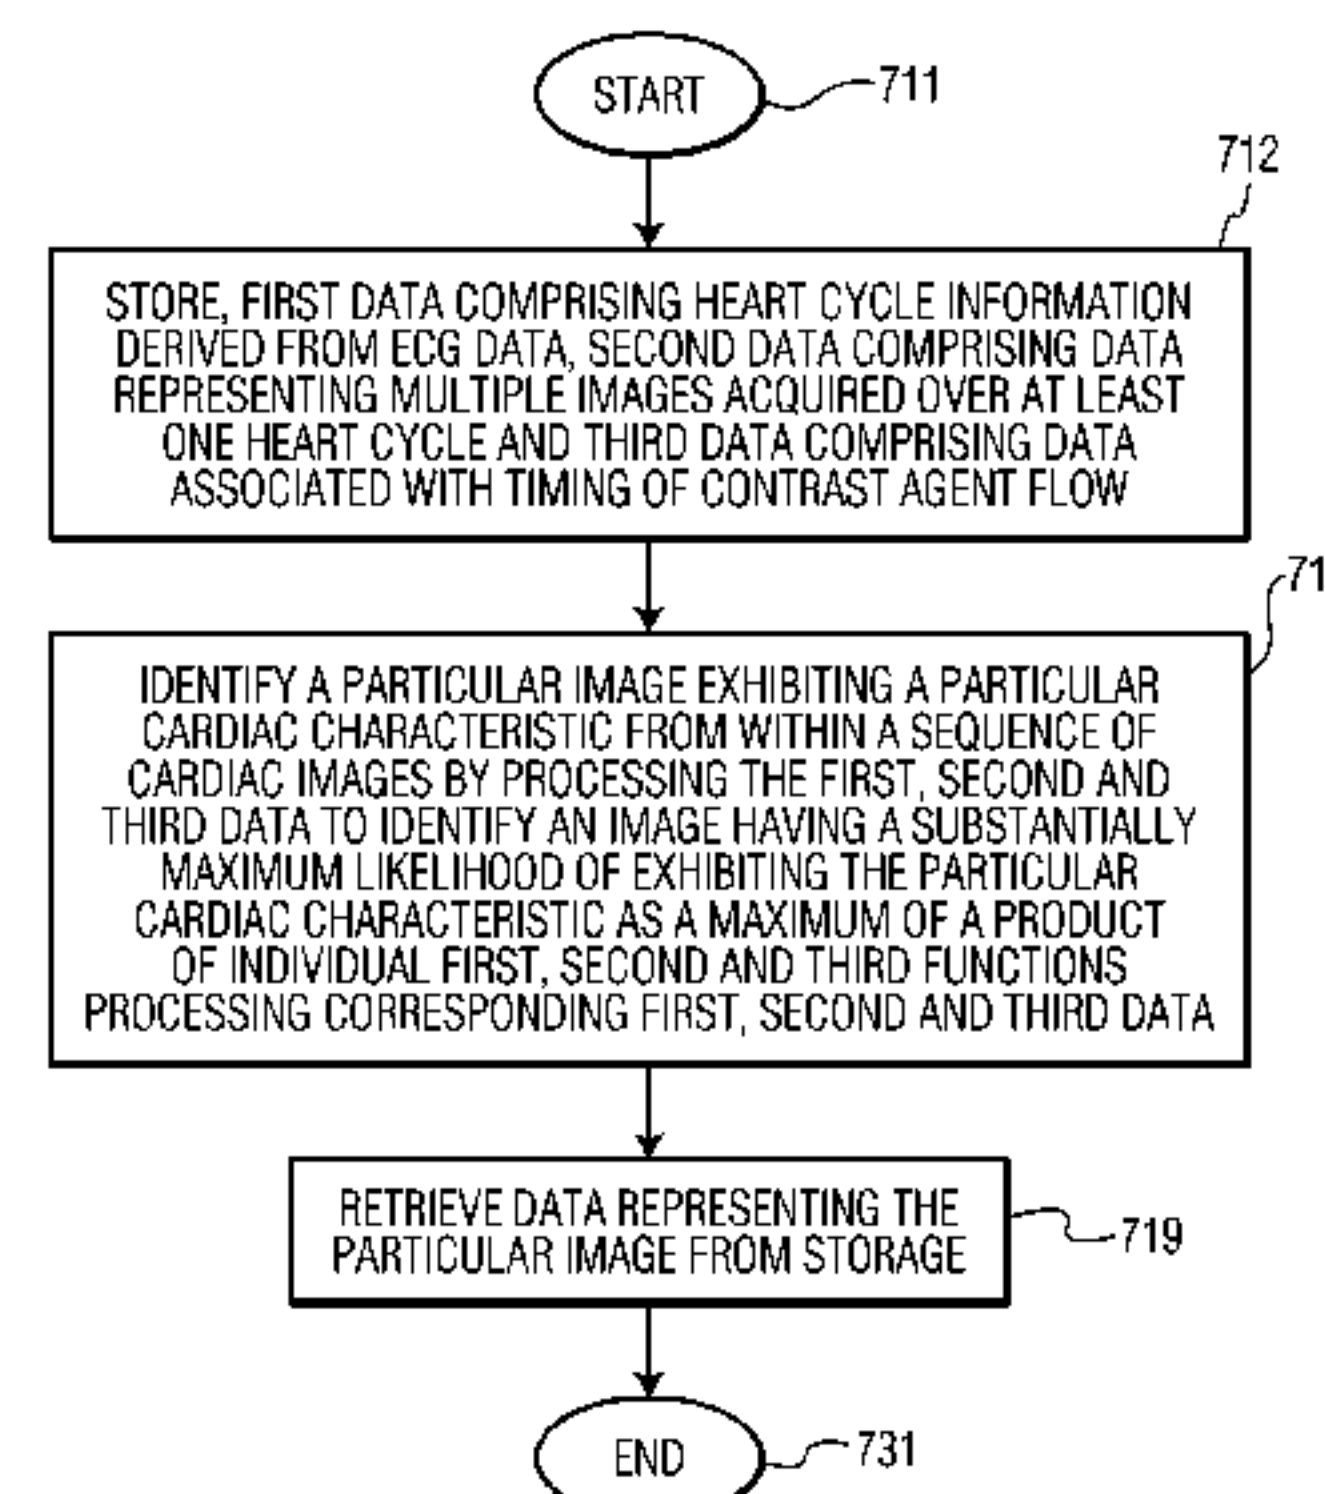 START
711
712
STORE, FIRST DATA COMPRISING HEART CYCLE INFORMATION
DERIVED FROM ECG DATA, SECOND DATA COMPRISING DATA
REPRESENTING MULTIPLE IMAGES ACQUIRED OVER AT LEAST
ONE HEART CYCLE AND THIRD DATA COMPRISING DATA
ASSOCIATED WITH TIMING OF CONTRAST AGENT FLOW
71
IDENTIFY A PARTICULAR IMAGE EXHIBITING A PARTICULAR
CARDIAC CHARACTERISTIC FROM WITHIN A SEQUENCE OF
CARDIAC IMAGES BY PROCESSING THE FIRST, SECOND AND
THIRD DATA TO IDENTIFY AN IMAGE HAVING A SUBSTANTIALLY
MAXIMUM LIKELIHOOD OF EXHIBITING THE PARTICULAR
CARDIAC CHARACTERISTIC AS A MAXIMUM OF A PRODUCT
OF INDIVIDUAL FIRST, SECOND AND THIRD FUNCTIONS
PROCESSING CORRESPONDING FIRST, SECOND AND THIRD DATA
RETRIEVE DATA REPRESENTING THE
PARTICULAR IMAGE FROM STORAGE
719
END
731